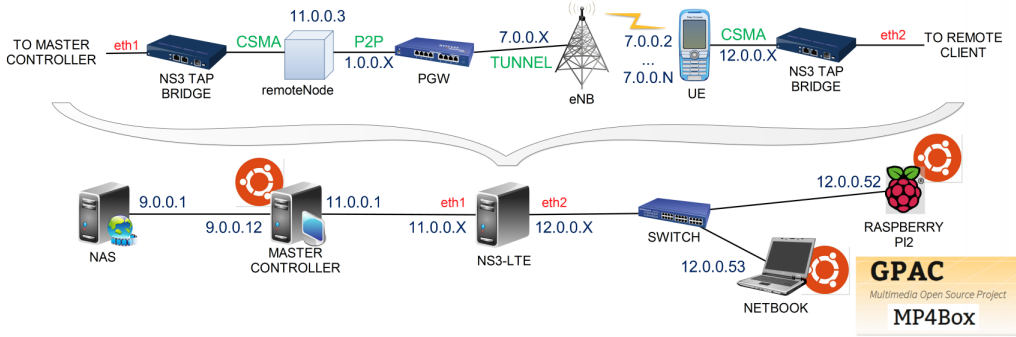 11.0.0.3
TO MASTER
CONTROLLER
eth1
CSMA
P2P
1.0.0.X
NS3 TAP
BRIDGE
remoteNode
PGW
7.0.0.X
TUNNEL
eNB
7.0.0.2
...
7.0.0.N
UE
CSMA
12.0.0.X
NS3 TAP
BRIDGE
eth2
TO REMOTE
CLIENT
NAS
9.0.0.1
9.0.0.12
MASTER
CONTROLLER
11.0.0.1
eth1
11.0.0.X
NS3-LTE
eth2
12.0.0.X
SWITCH
12.0.0.52
RASPBERRY
PI2
12.0.0.53
NETBOOK
GPAC
Multimedia Open Source Project
MP4Box